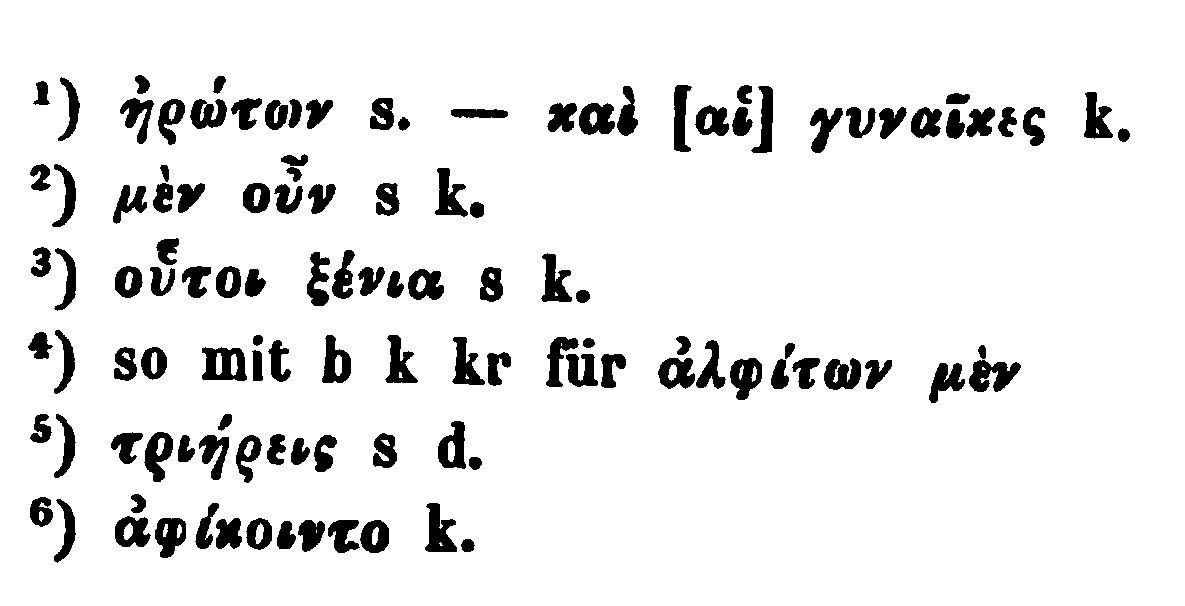 ¹) ἠρώτων s. — καὶ [αἱ] γυναῖκες k.
²) μὲν οὖν s k.
³) οὗτοι ξένια s k.
⁴) so mit b k kr für ἀλφίτων μὲν
⁵) τριήρεις s d.
⁶) ἀφίκοιντο k.